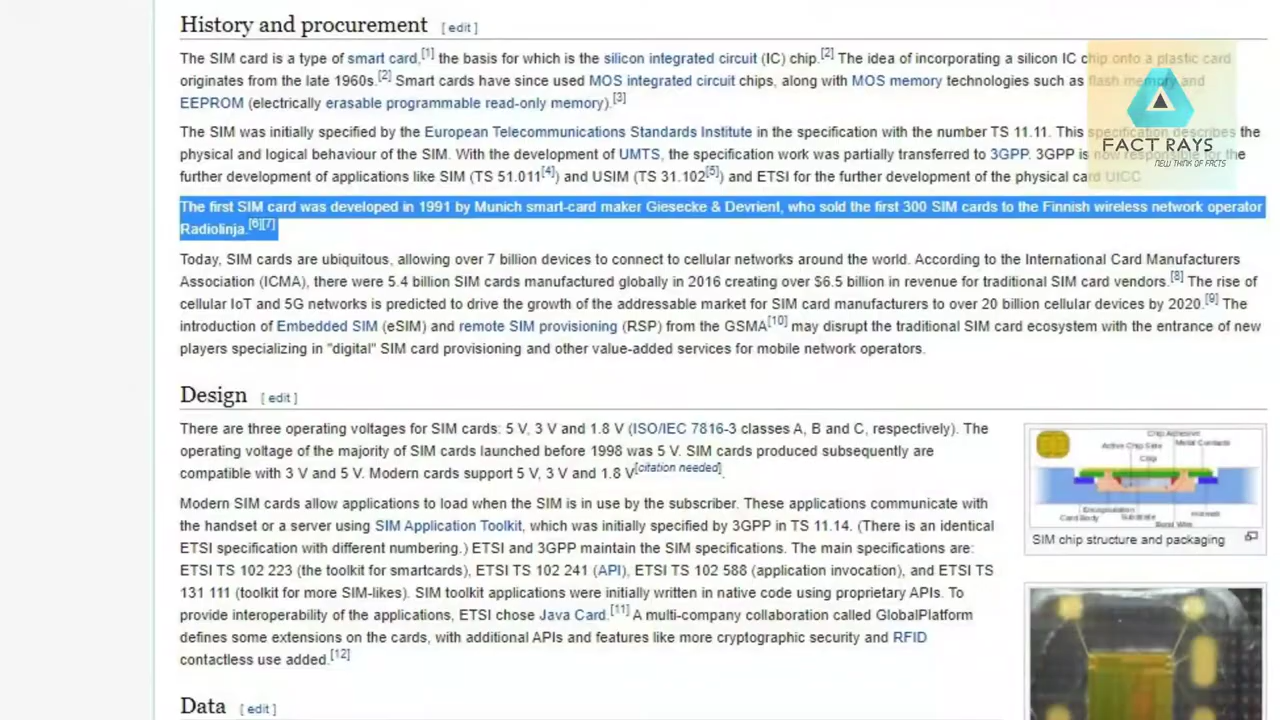 History and procurement [ edit ]
The SIM card is a type of smart card,[1] the basis for which is the silicon integrated circuit (IC) chip.[2] The idea of incorporating a silicon IC chip onto a plastic card
originates from the late 1960s.[2] Smart cards have since used MOS integrated circuit chips, along with MOS memory technologies such as flash memory and
EEPROM (electrically erasable programmable read-only memory).[3]
The SIM was initially specified by the European Telecommunications Standards Institute in the specification with the number TS 11.11. This specification describes the
physical and logical behaviour of the SIM. With the development of UMTS, the specification work was partially transferred to 3GPP. 3GPP is now responsible for the
further development of applications like SIM (TS 51.011[4]) and USIM (TS 31.102[5]) and ETSI for the further development of the physical card UICC
FACT RAYS
NEW THINK OF FACTS
The first SIM card was developed in 1991 by Munich smart-card maker Giesecke & Devrient, who sold the first 300 SIM cards to the Finnish wireless network operator
Radiolinja.[6][7]
Today, SIM cards are ubiquitous, allowing over 7 billion devices to connect to cellular networks around the world. According to the International Card Manufacturers
Association (ICMA), there were 5.4 billion SIM cards manufactured globally in 2016 creating over $6.5 billion in revenue for traditional SIM card vendors.[8] The rise of
cellular IoT and 5G networks is predicted to drive the growth of the addressable market for SIM card manufacturers to over 20 billion cellular devices by 2020.[9] The
introduction of Embedded SIM (eSIM) and remote SIM provisioning (RSP) from the GSMA[10] may disrupt the traditional SIM card ecosystem with the entrance of new
players specializing in "digital" SIM card provisioning and other value-added services for mobile network operators.
Design [ edit ]
There are three operating voltages for SIM cards: 5 V, 3 V and 1.8 V (ISO/IEC 7816-3 classes A, B and C, respectively). The
operating voltage of the majority of SIM cards launched before 1998 was 5 V. SIM cards produced subsequently are
compatible with 3 V and 5 V. Modern cards support 5 V, 3 V and 1.8 V[citation needed].
Modern SIM cards allow applications to load when the SIM is in use by the subscriber. These applications communicate with
the handset or a server using SIM Application Toolkit, which was initially specified by 3GPP in TS 11.14. (There is an identical
ETSI specification with different numbering.) ETSI and 3GPP maintain the SIM specifications. The main specifications are:
ETSI TS 102 223 (the toolkit for smartcards), ETSI TS 102 241 (API), ETSI TS 102 588 (application invocation), and ETSI TS
131 111 (toolkit for more SIM-likes). SIM toolkit applications were initially written in native code using proprietary APIs. To
provide interoperability of the applications, ETSI chose Java Card.[11] A multi-company collaboration called GlobalPlatform
defines some extensions on the cards, with additional APIs and features like more cryptographic security and RFID
contactless use added.[12]
Chip Adhesive
Active Chip Side Metal Contacts
Chip
Encapsulation
Card Body Substrate
Bond Wire
SIM chip structure and packaging
Data [ edit ]